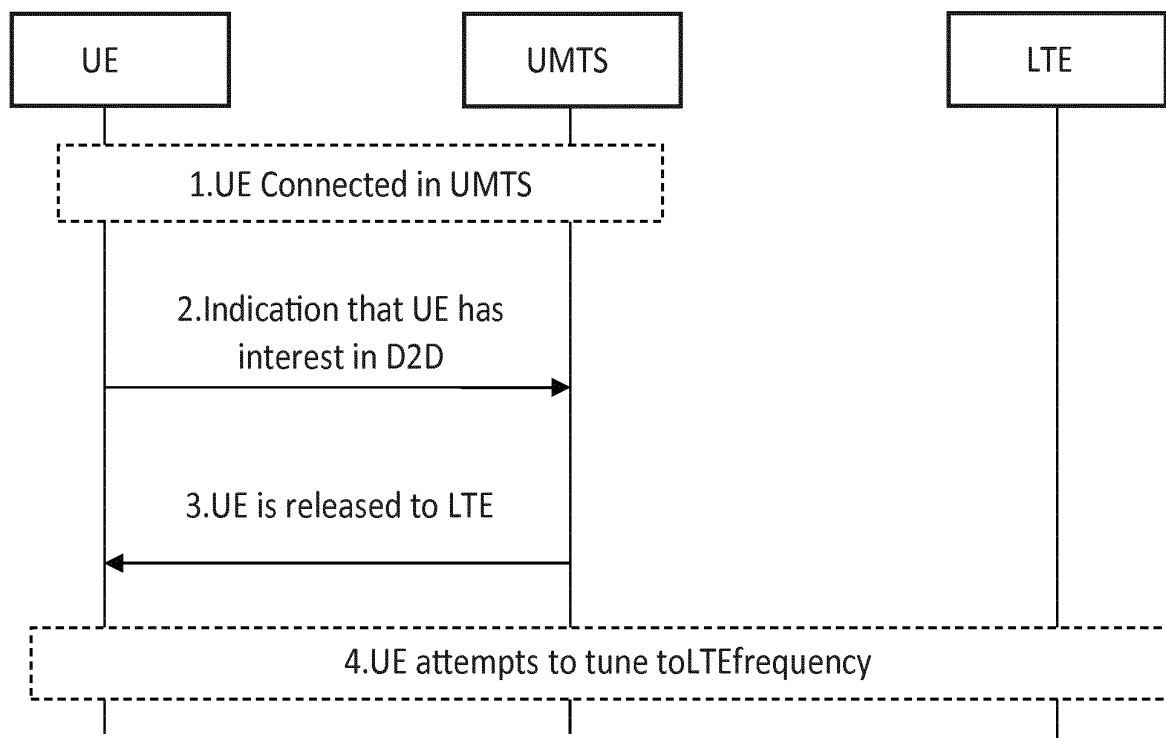 UE
UMTS
LTE
1.UE Connected in UMTS
2.Indication that UE has
interest in D2D
3.UE is released to LTE
4.UE attempts to tune toLTEfrequency